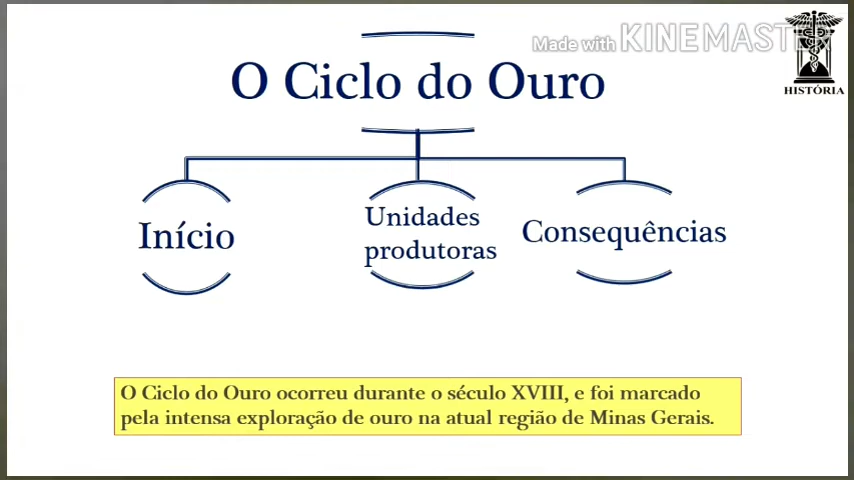 Made with KINEMASTER
HISTÓRIA
O Ciclo do Ouro
Início
Unidades
produtoras
Consequências
O Ciclo do Ouro ocorreu durante o século XVIII, e foi marcado
pela intensa exploração de ouro na atual região de Minas Gerais.